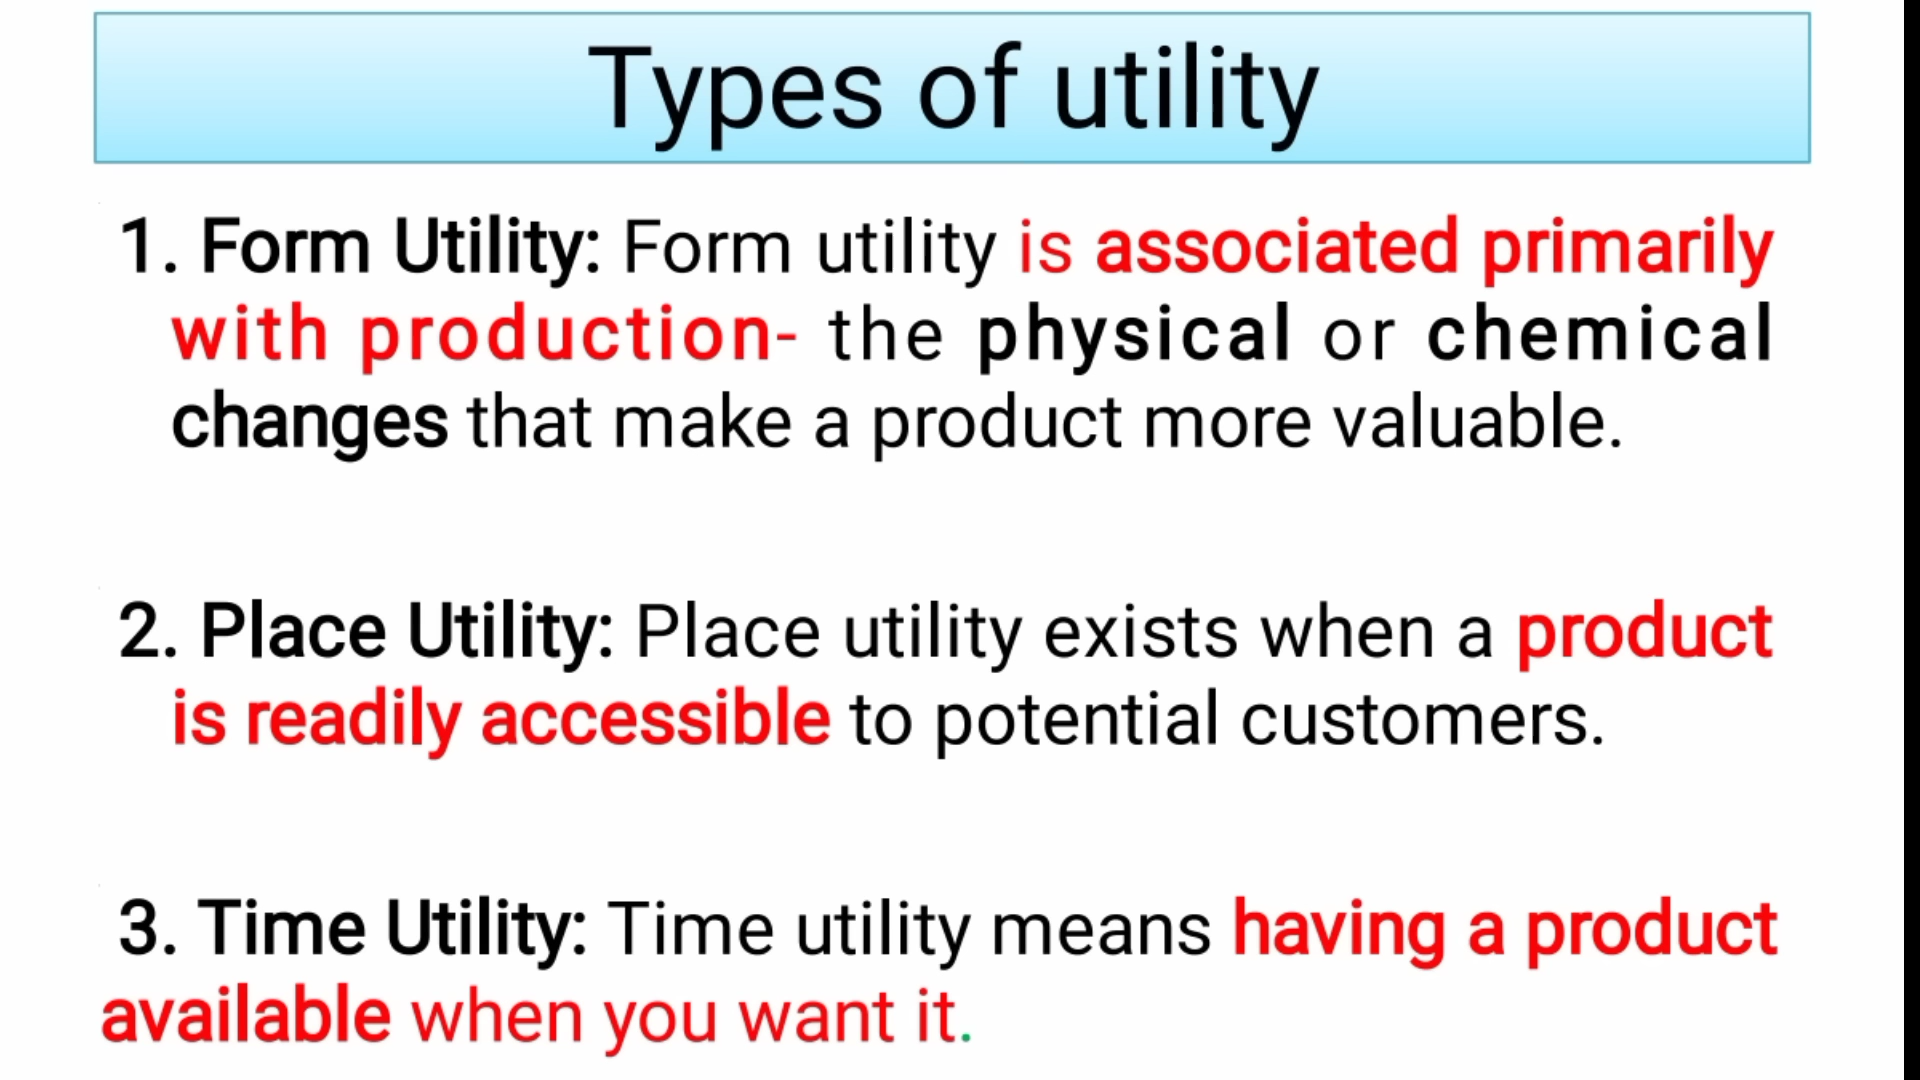 Types of utility
1. Form Utility: Form utility is associated primarily
with production- the physical or chemical
changes that make a product more valuable.
2. Place Utility: Place utility exists when a product
is readily accessible to potential customers.
3. Time Utility: Time utility means having a product
available when you want it.